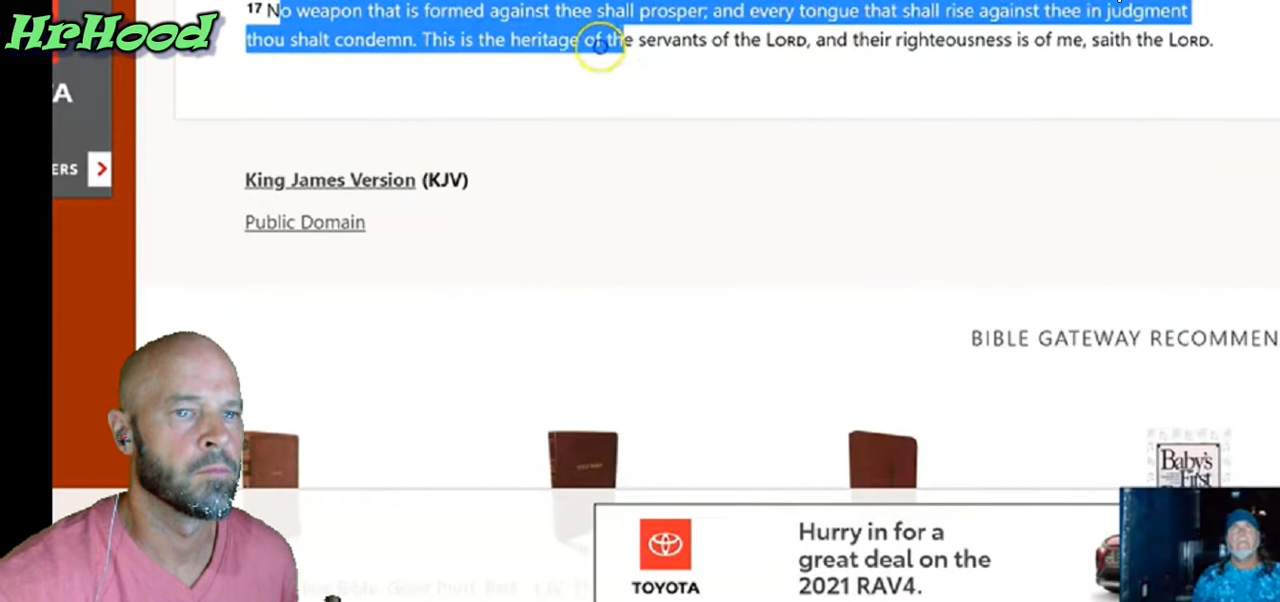 HrHood
17 No weapon that is formed against thee shall prosper; and every tongue that shall rise against thee in judgment
thou shalt condemn. This is the heritage of the servants of the LORD, and their righteousness is of me, saith the LORD.
A
ERS
King James Version (KJV)
Public Domain
BIBLE GATEWAY RECOMMEN
Baby's
First
Hurry in for a
great deal on the
2021 RAV4.
TOYOTA